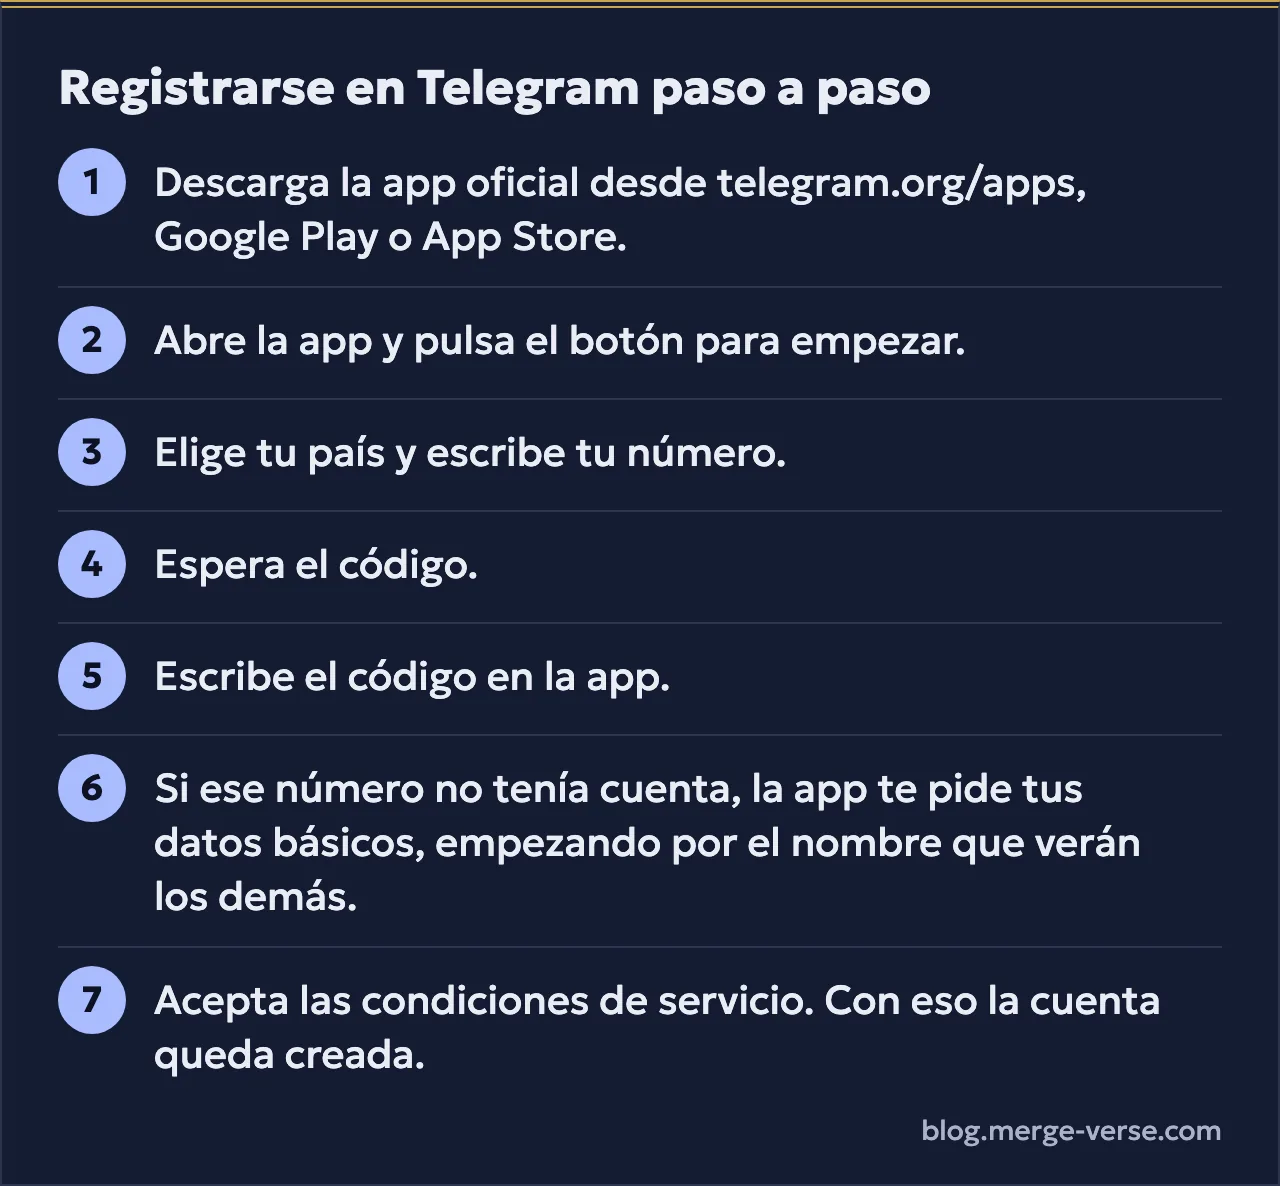 Registrarse en Telegram paso a paso
1 Descarga la app oficial desde telegram.org/apps,
Google Play o App Store.
2 Abre la app y pulsa el botón para empezar.
3 Elige tu país y escribe tu número.
4 Espera el código.
5 Escribe el código en la app.
6 Si ese número no tenía cuenta, la app te pide tus
datos básicos, empezando por el nombre que verán
los demás.
7 Acepta las condiciones de servicio. Con eso la cuenta
queda creada.
blog.merge-verse.com